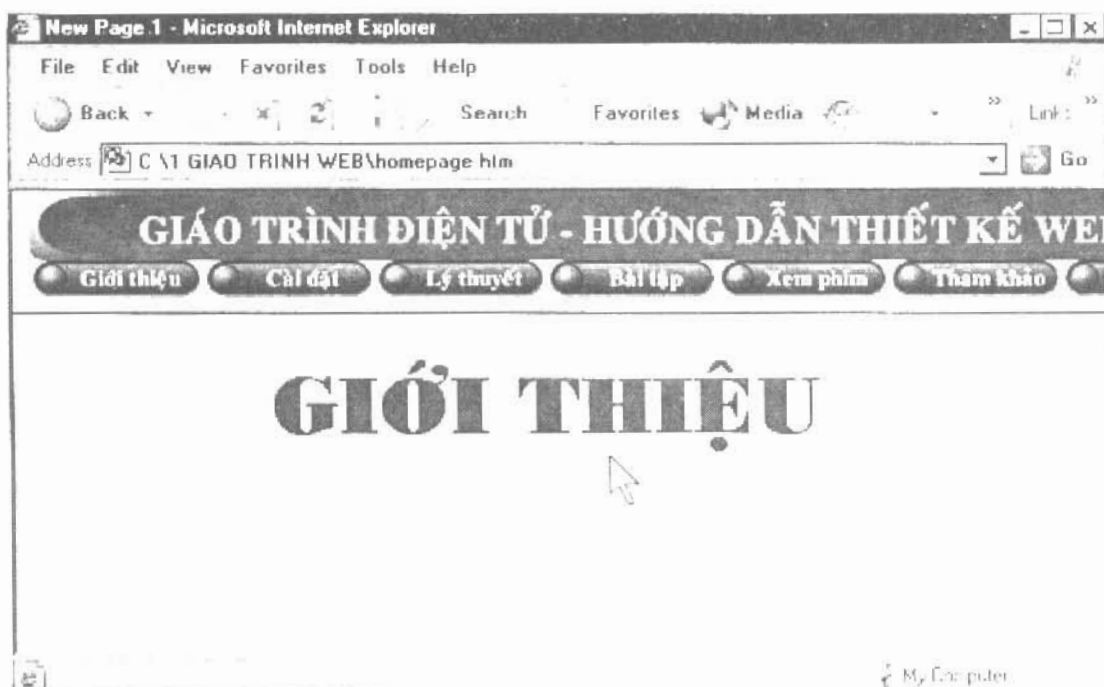 New Page 1 - Microsoft Internet Explorer
File Edit View Favorites Tools Help
Back Search Favorites Media Links
Address C \1 GIAO TRINH WEB\homepage htm Go
GIÁO TRÌNH ĐIỆN TỬ - HƯỚNG DẪN THIẾT KẾ WE
Giới thiệu Cài đặt Lý thuyết Bài tập Xem phim Tham khảo
GIỚI THIỆU
My Computer